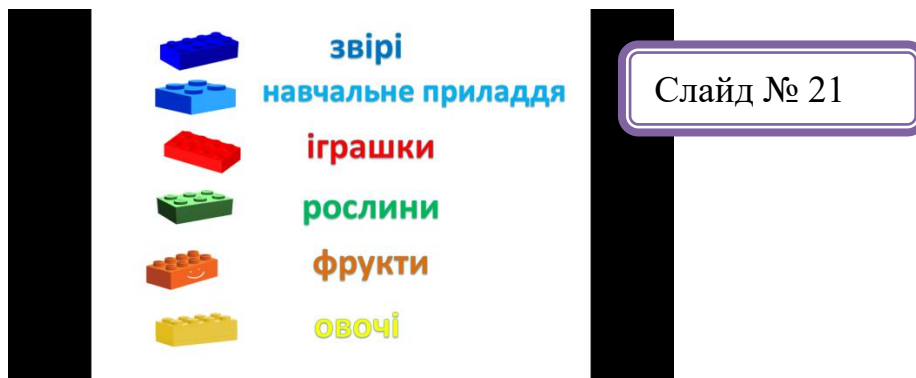 звірі
навчальне приладдя
іграшки
рослини
фрукти
овочі
Слайд № 21